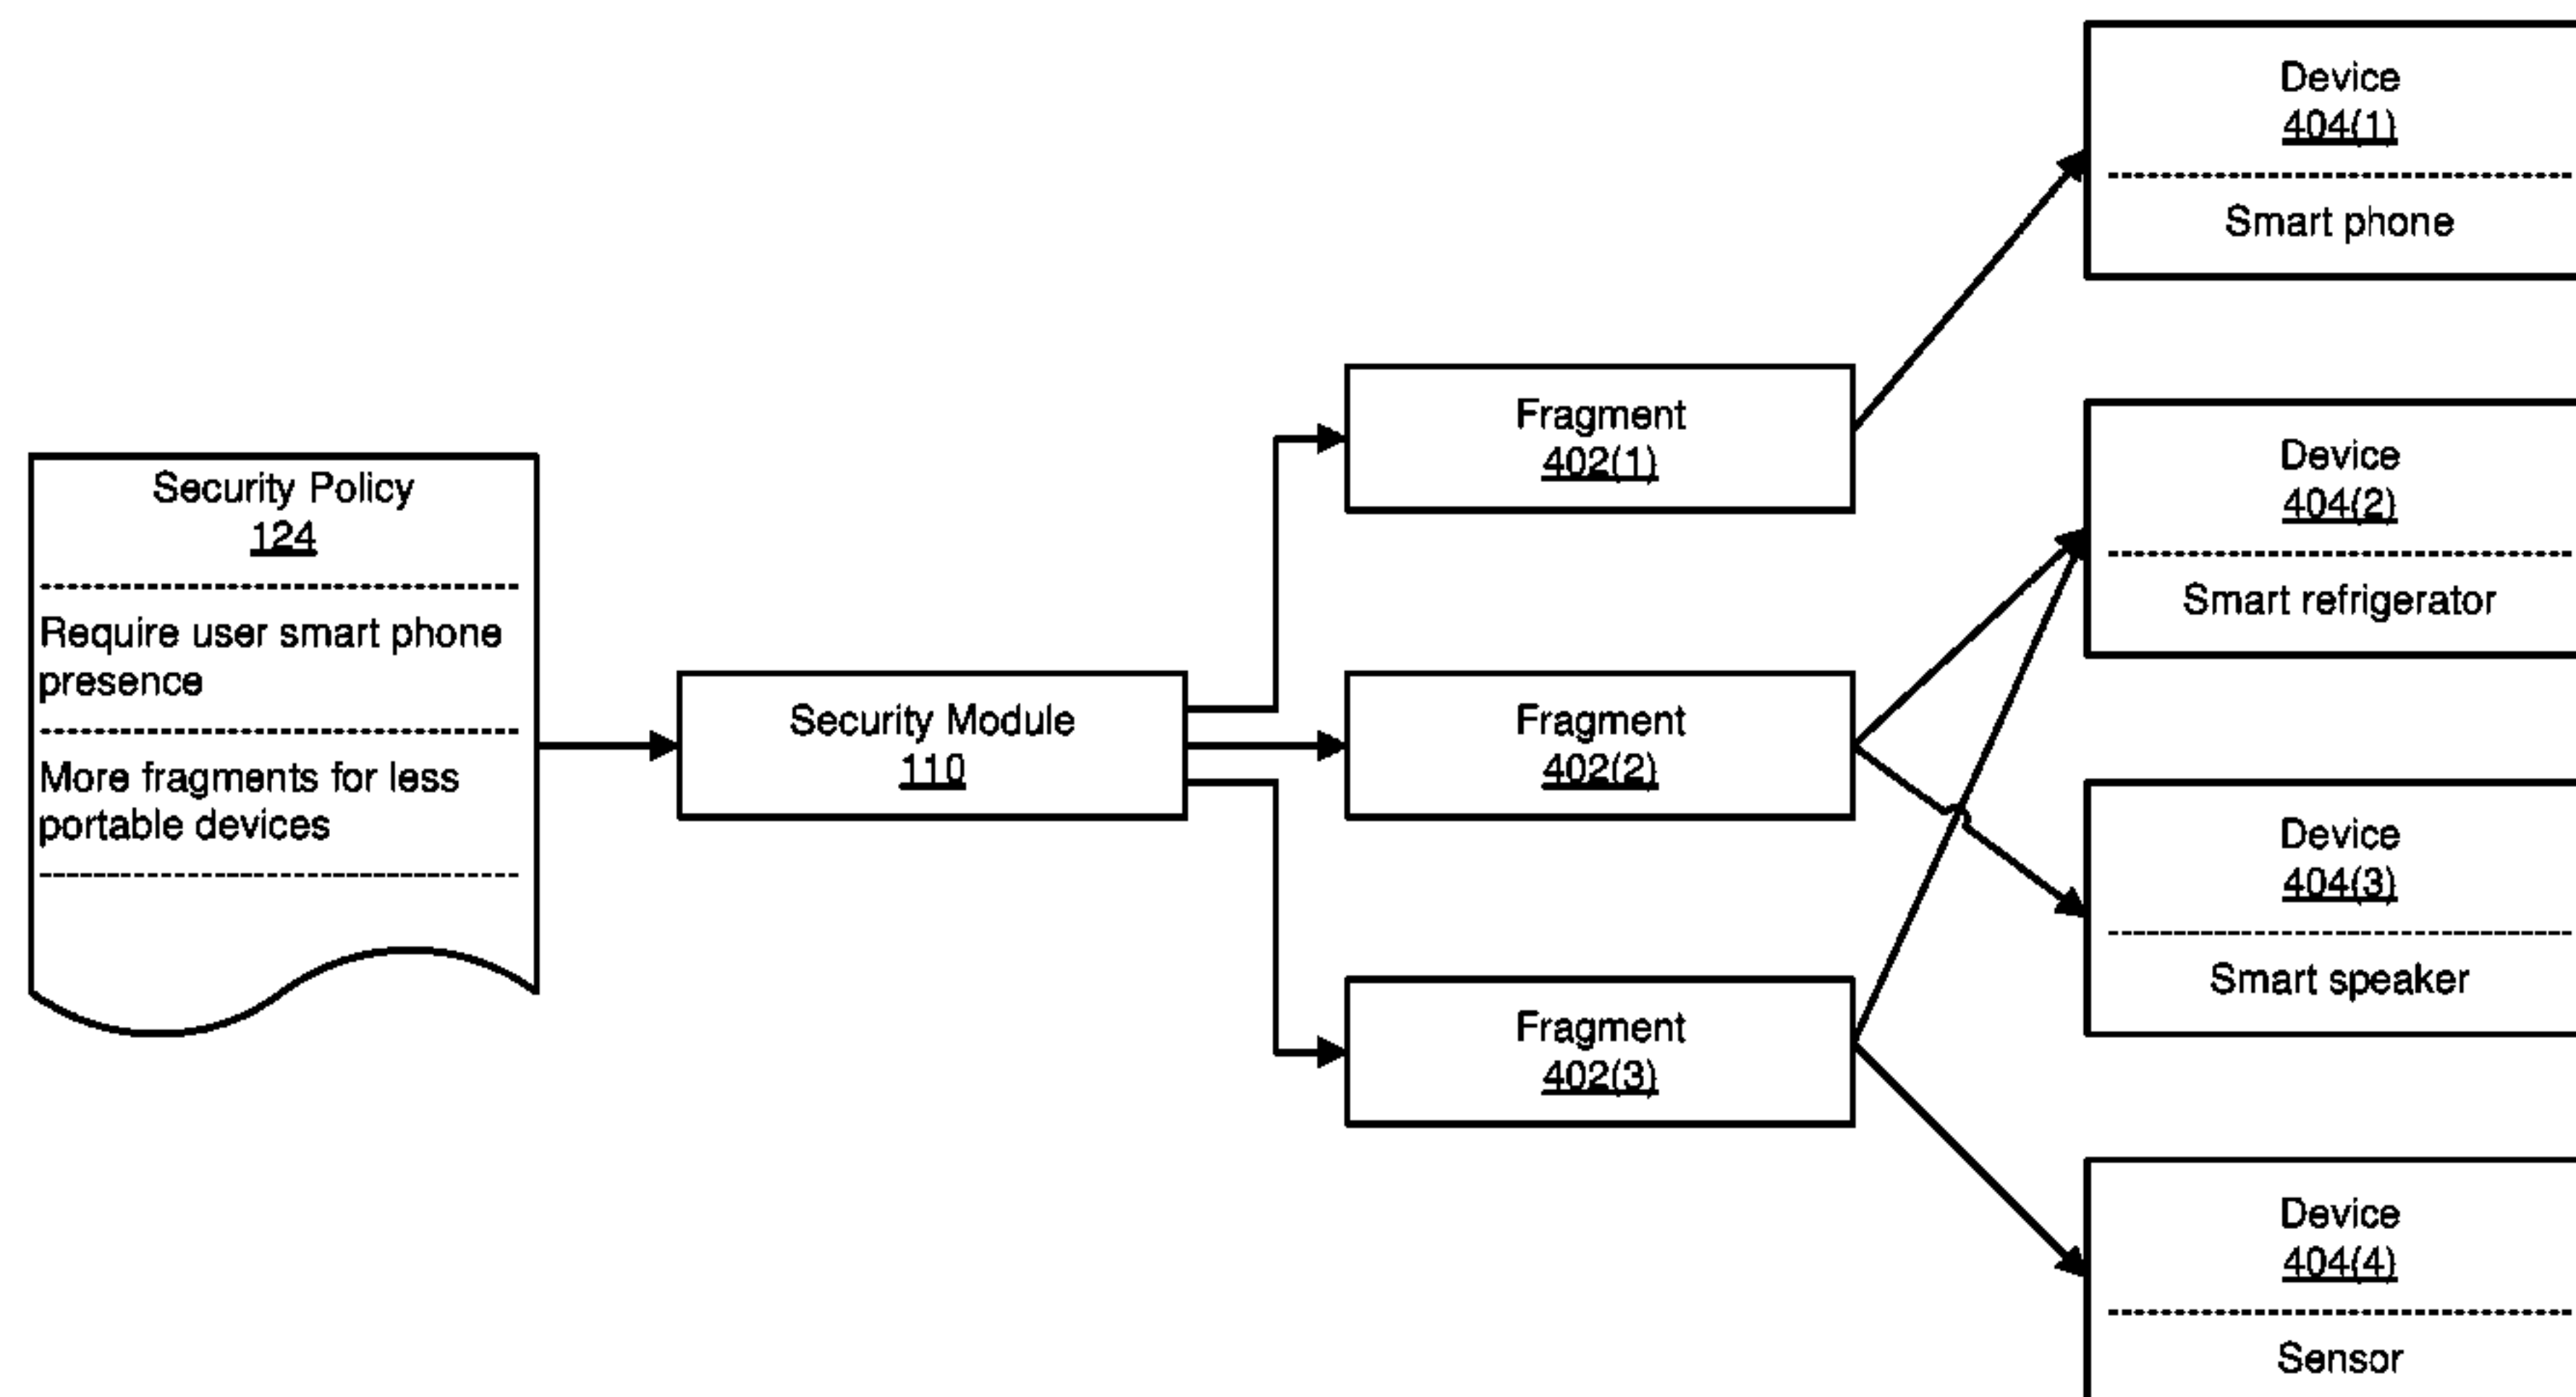 Security Policy
124
Require user smart phone
presence
More fragments for less
portable devices
Security Module
110
Fragment
402(1)
Fragment
402(2)
Fragment
402(3)
Device
404(1)
Smart phone
Device
404(2)
Smart refrigerator
Device
404(3)
Smart speaker
Device
404(4)
Sensor